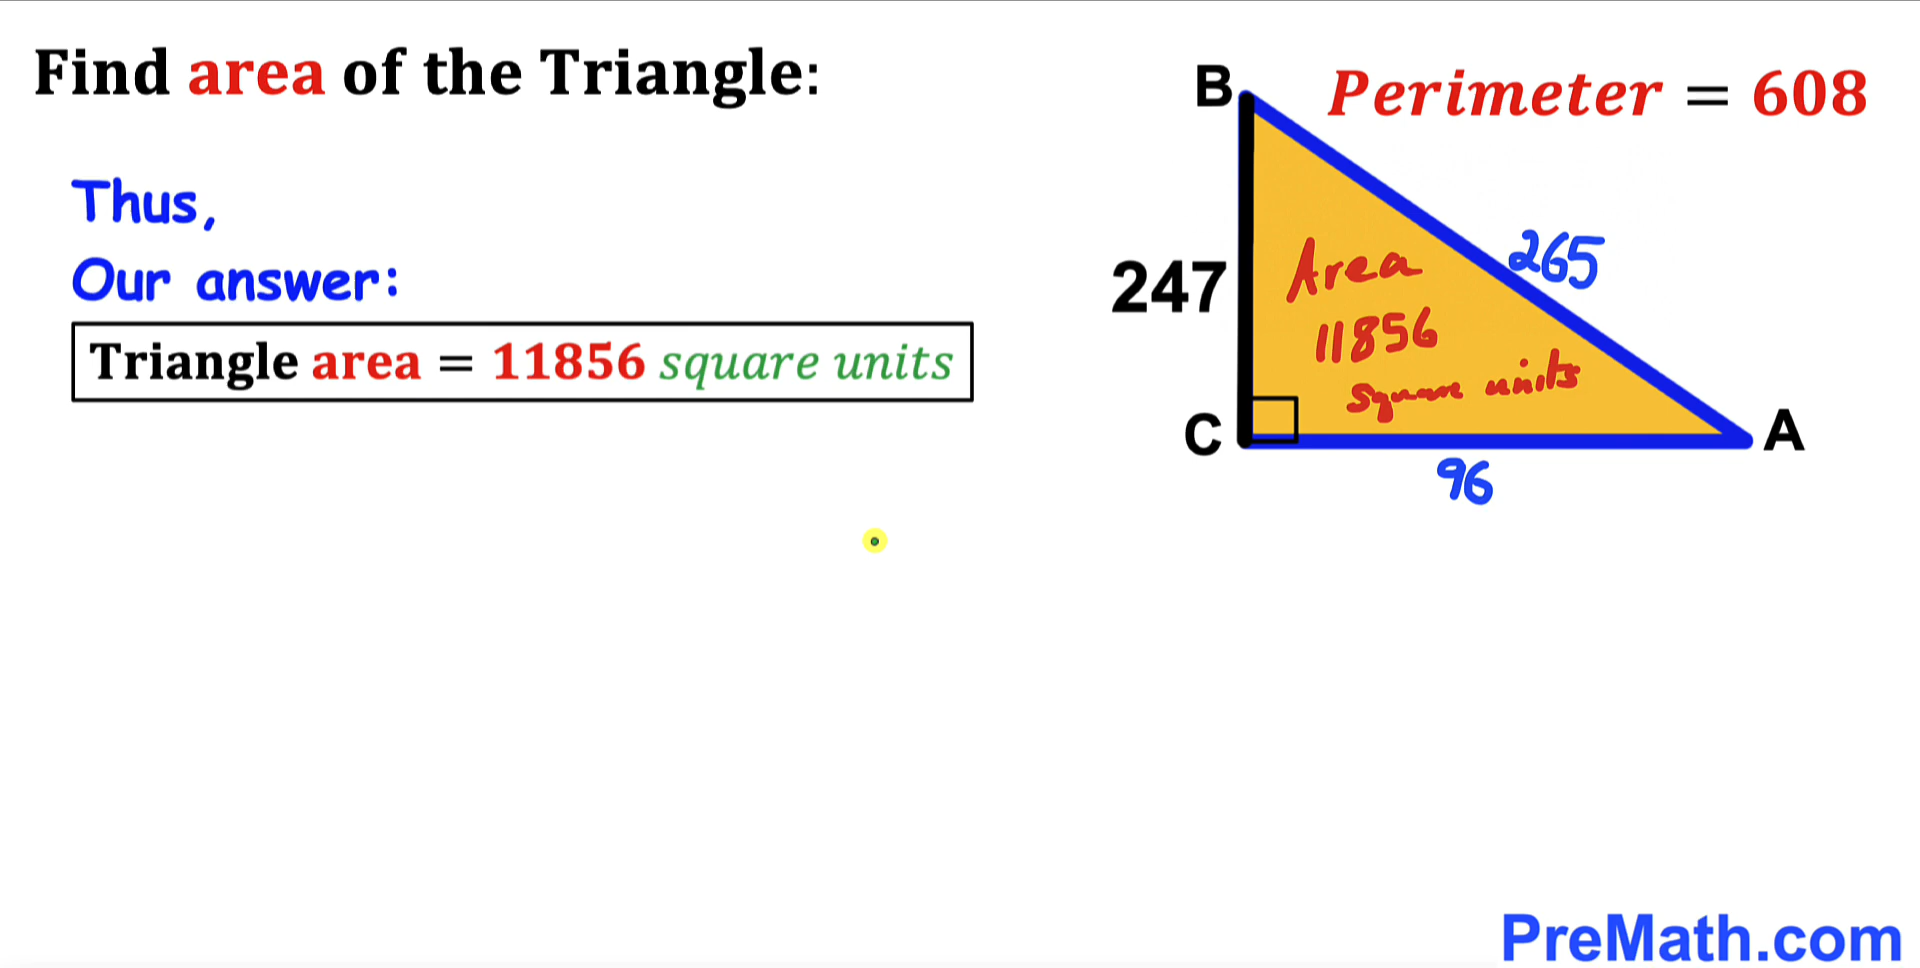 Find area of the Triangle:
B
Perimeter = 608
Thus,
Our answer:
Triangle area = 11856 square units
247
265
Area
11856
square units
C
A
96
PreMath.com